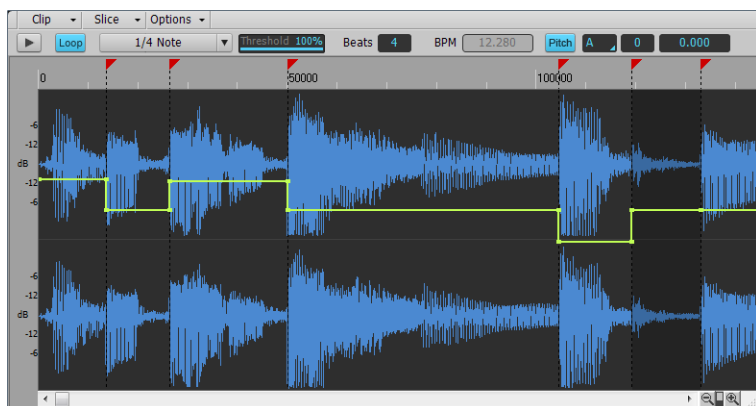 Clip Slice Options
Loop 1/4 Note Threshold 100% Beats 4 BPM 12.280 Pitch A 0 0.000
0 50000 100000
-6
-12
dB
-12
-6
-6
-12
dB
-12
-6